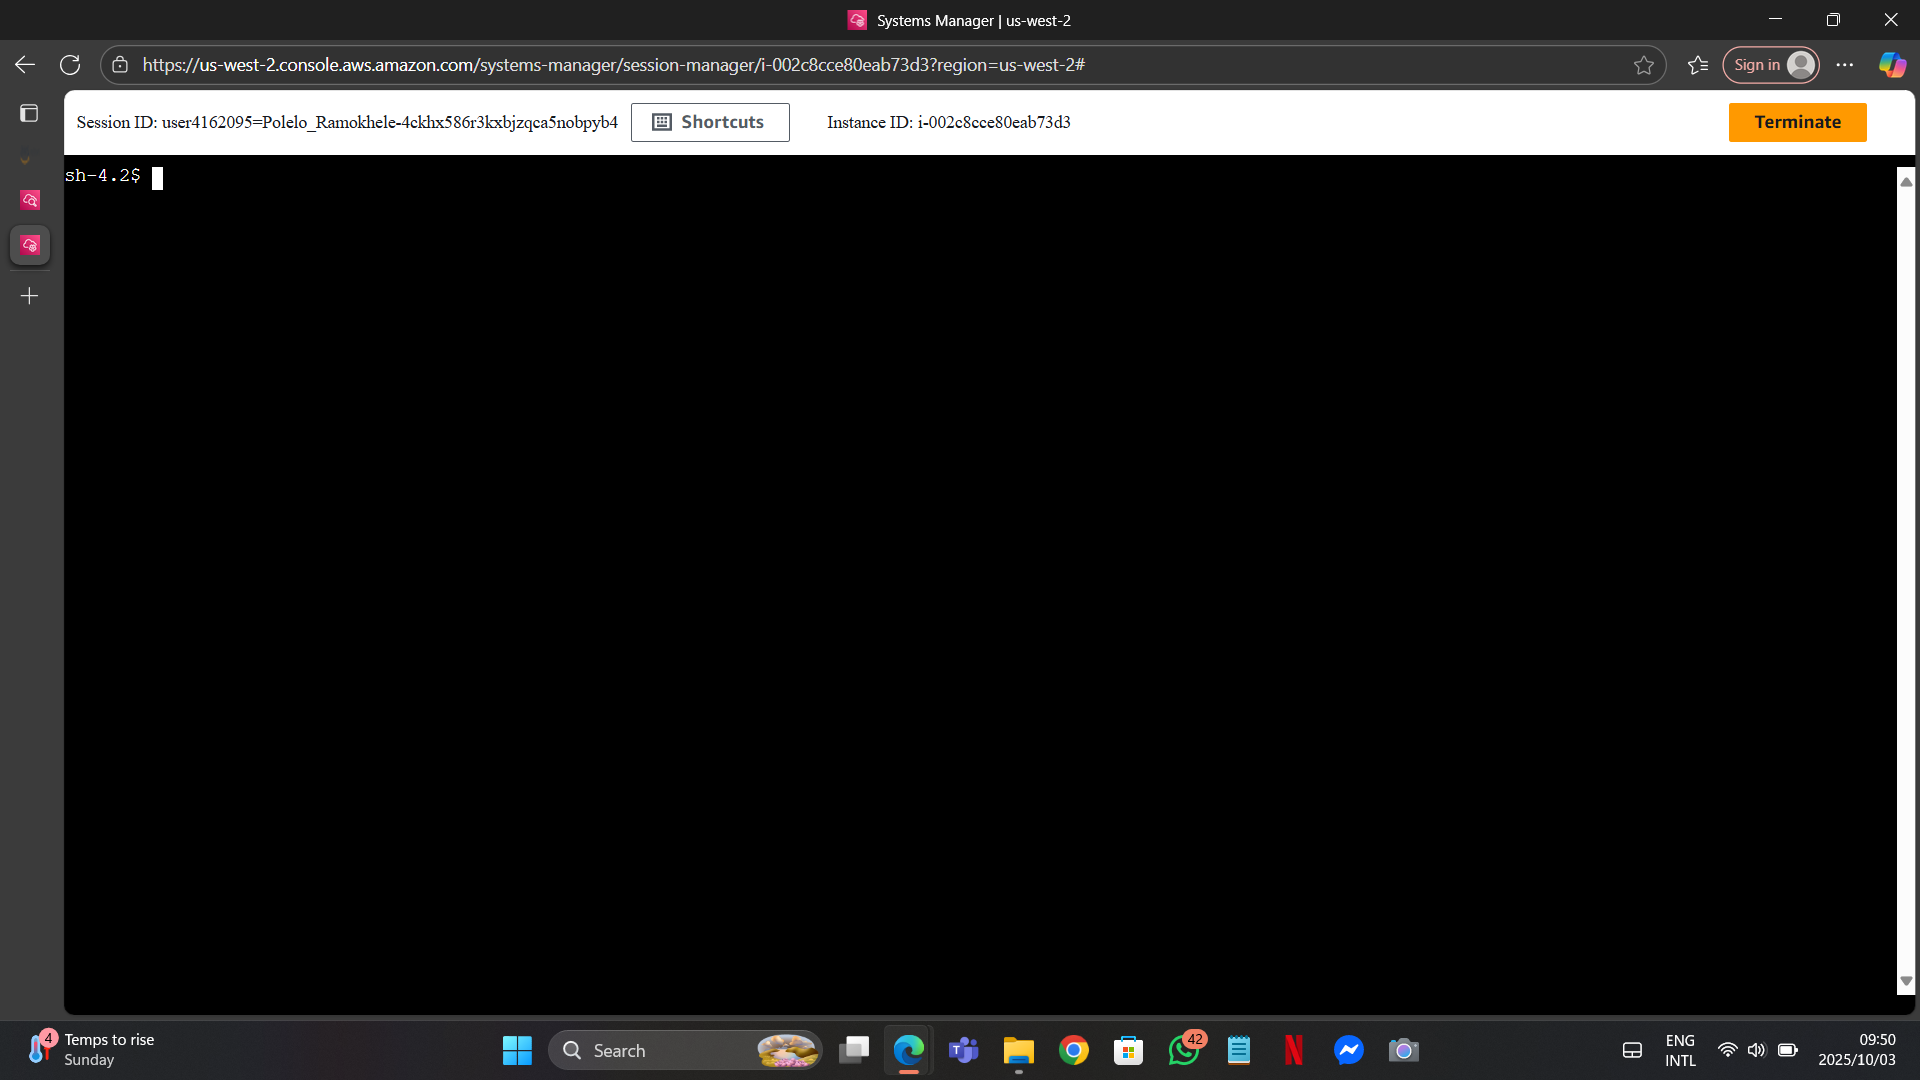 Systems Manager | us-west-2
https://us-west-2.console.aws.amazon.com/systems-manager/session-manager/i-002c8cce80eab73d3?region=us-west-2#
Sign in
Session ID: user4162095=Polelo_Ramokhele-4ckhx586r3kxbjzqca5nobpyb4
Shortcuts
Instance ID: i-002c8cce80eab73d3
Terminate
sh-4.2$
4
Temps to rise
Sunday
Search
T
42
N
ENG
INTL
09:50
2025/10/03